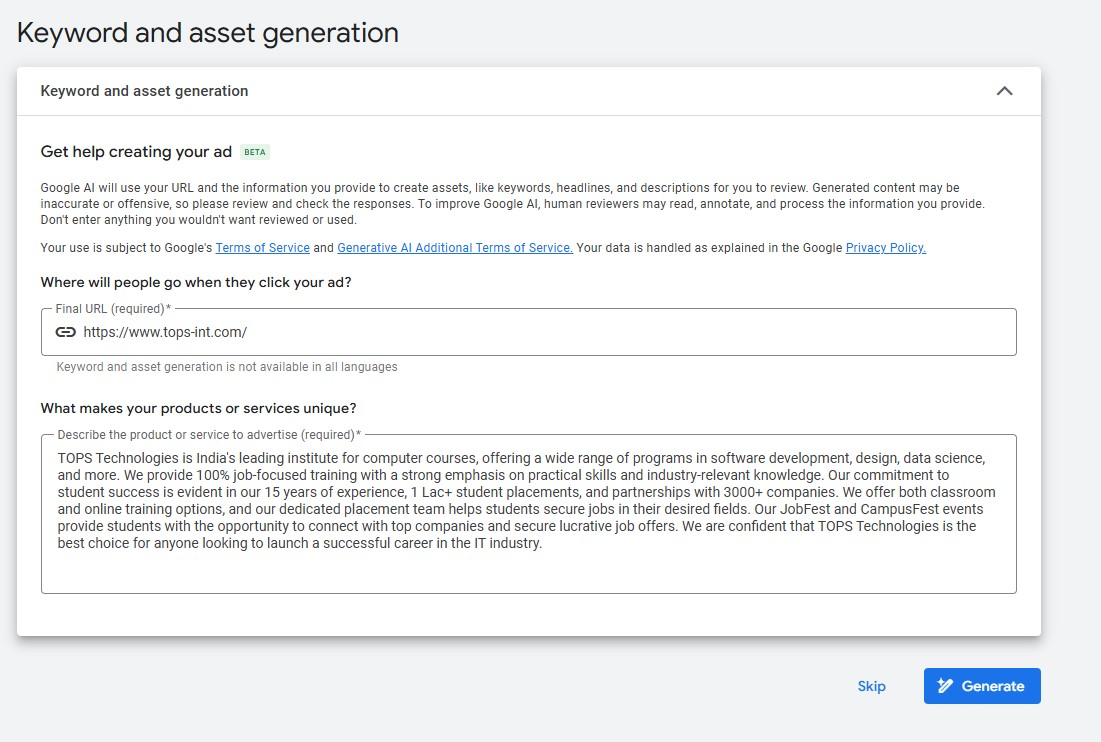 Keyword and asset generation
Keyword and asset generation
Get help creating your ad BETA
Google AI will use your URL and the information you provide to create assets, like keywords, headlines, and descriptions for you to review. Generated content may be
inaccurate or offensive, so please review and check the responses. To improve Google AI, human reviewers may read, annotate, and process the information you provide.
Don't enter anything you wouldn't want reviewed or used.
Your use is subject to Google's Terms of Service and Generative AI Additional Terms of Service. Your data is handled as explained in the Google Privacy Policy.
Where will people go when they click your ad?
Final URL (required)*
https://www.tops-int.com/
Keyword and asset generation is not available in all languages
What makes your products or services unique?
Describe the product or service to advertise (required)*
TOPS Technologies is India's leading institute for computer courses, offering a wide range of programs in software development, design, data science,
and more. We provide 100% job-focused training with a strong emphasis on practical skills and industry-relevant knowledge. Our commitment to
student success is evident in our 15 years of experience, 1 Lac+ student placements, and partnerships with 3000+ companies. We offer both classroom
and online training options, and our dedicated placement team helps students secure jobs in their desired fields. Our JobFest and CampusFest events
provide students with the opportunity to connect with top companies and secure lucrative job offers. We are confident that TOPS Technologies is the
best choice for anyone looking to launch a successful career in the IT industry.
Skip
Generate